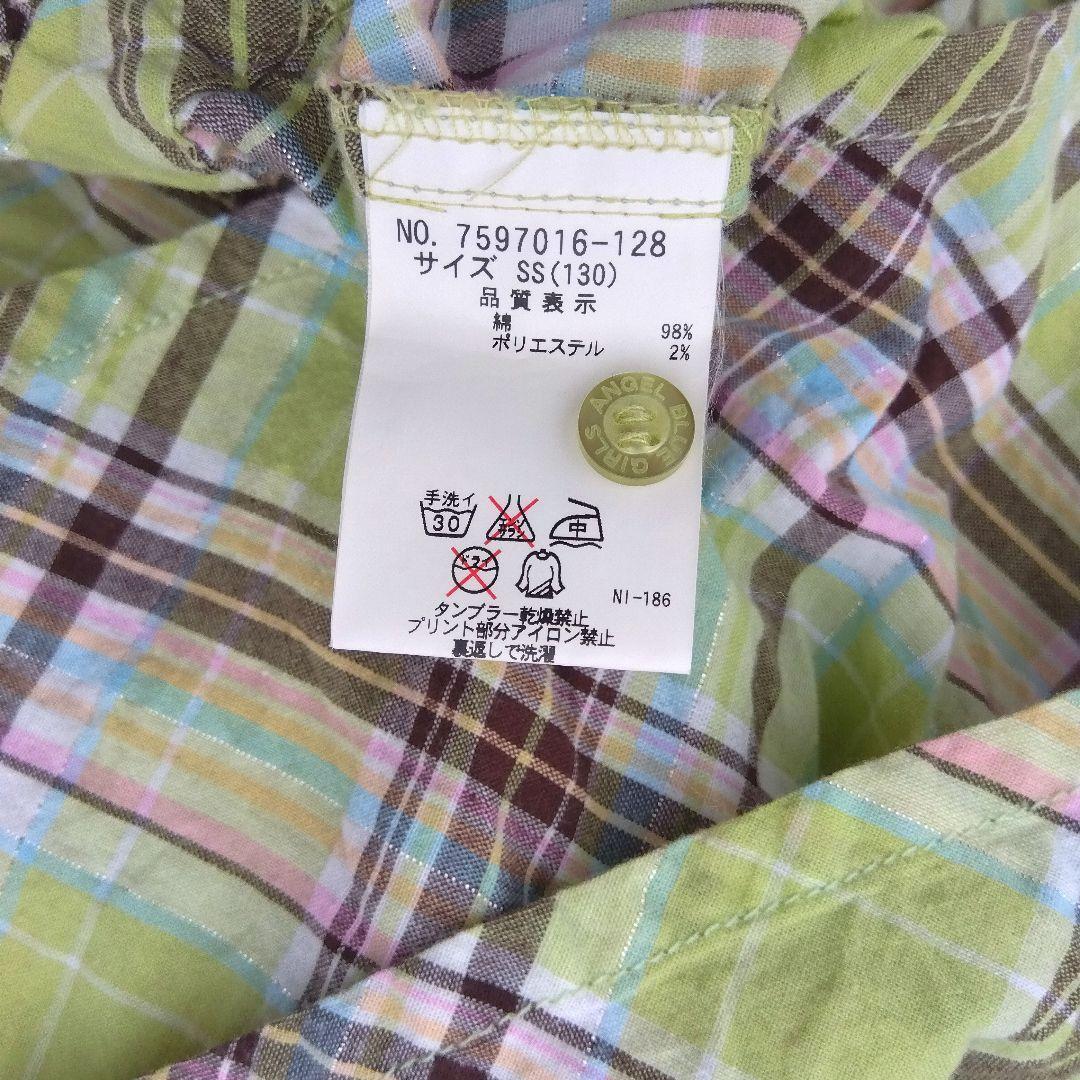 NO. 7597016-128
サイズ SS(130)
品質表示
綿 98%
ポリエステル 2%
ANGEL BLUE GIRLS
手洗イ
30
中
ドライ
NI-186
タンブラー乾燥禁止
プリント部分アイロン禁止
裏返しで洗濯